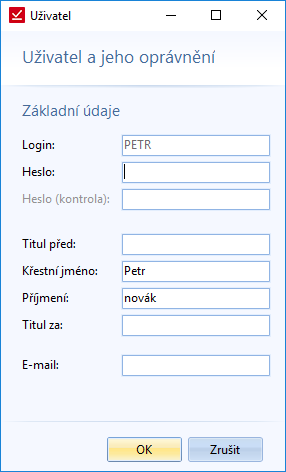 Uživatel
Uživatel a jeho oprávnění
Základní údaje
Login: PETR
Heslo:
Heslo (kontrola):
Titul před:
Křestní jméno: Petr
Příjmení: novák
Titul za:
E-mail:
OK Zrušit